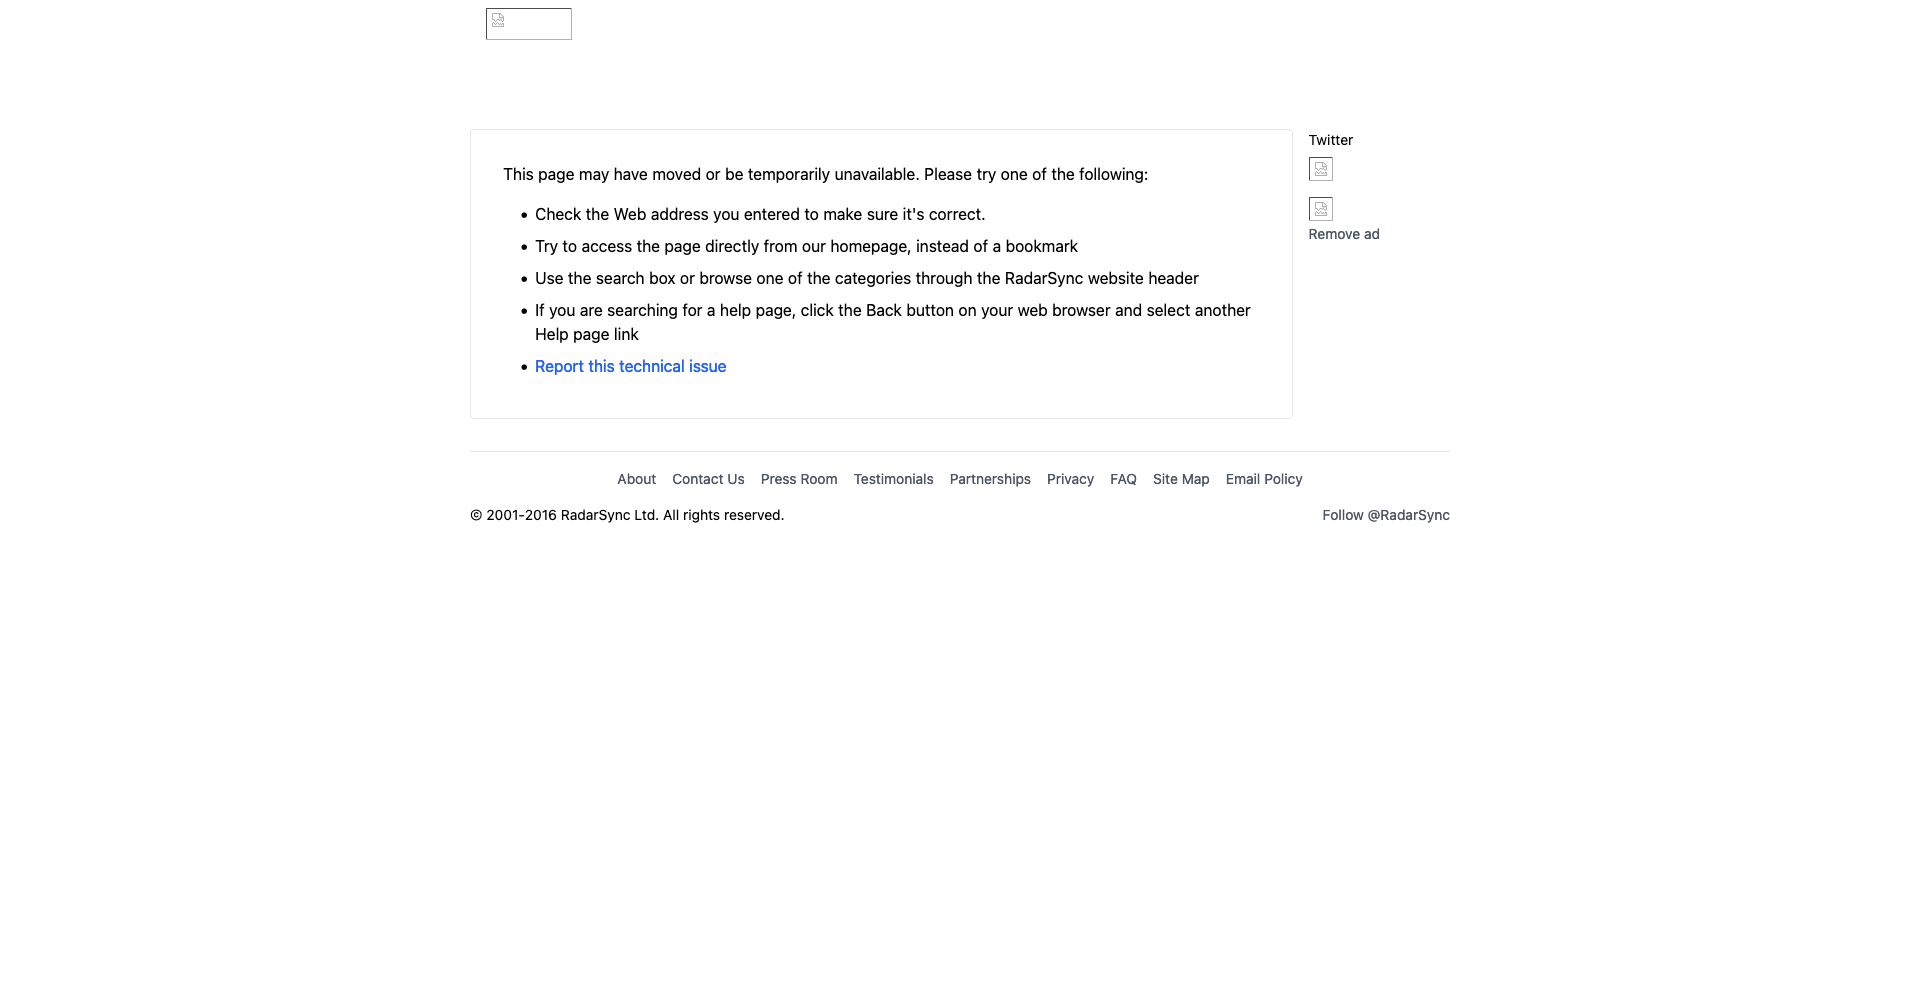 This page may have moved or be temporarily unavailable. Please try one of the following:
• Check the Web address you entered to make sure it's correct.
• Try to access the page directly from our homepage, instead of a bookmark
• Use the search box or browse one of the categories through the RadarSync website header
• If you are searching for a help page, click the Back button on your web browser and select another
Help page link
• Report this technical issue
Twitter
Remove ad
About Contact Us Press Room Testimonials Partnerships Privacy FAQ Site Map Email Policy
© 2001-2016 RadarSync Ltd. All rights reserved.
Follow @RadarSync